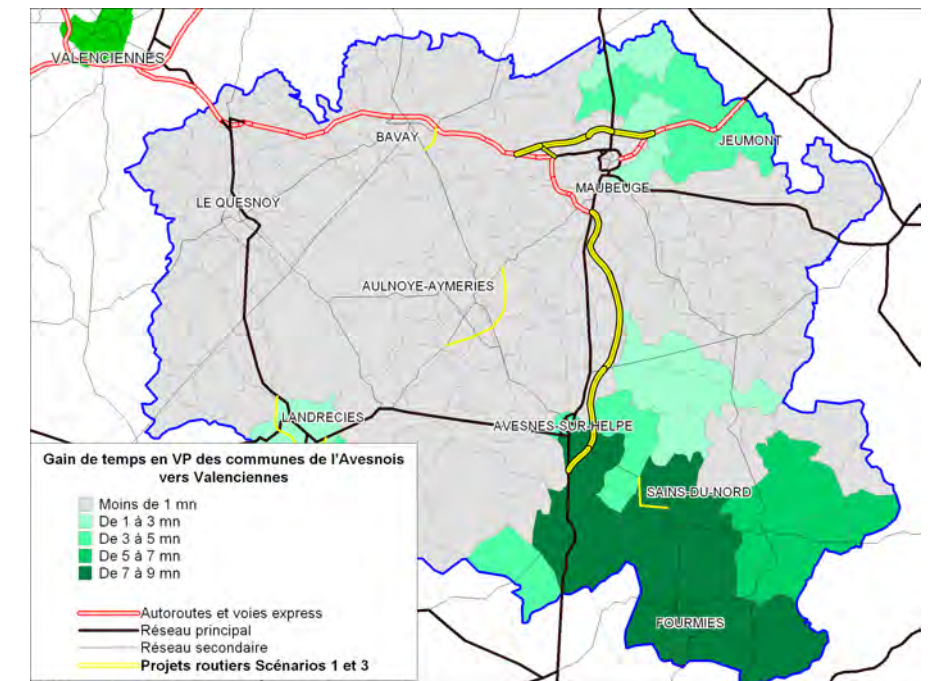 VALENCIENNES
BAVAY
JEUMONT
MAUBEUGE
LE QUESNOY
AULNOYE-AYMERIES
LANDRECIES
AVESNES-SUR-HELPE
SAINS-DU-NORD
FOURMIES
Gain de temps en VP des communes de l'Avesnois
vers Valenciennes
Moins de 1 mn
De 1 à 3 mn
De 3 à 5 mn
De 5 à 7 mn
De 7 à 9 mn
Autoroutes et voies express
Réseau principal
Réseau secondaire
Projets routiers Scénarios 1 et 3